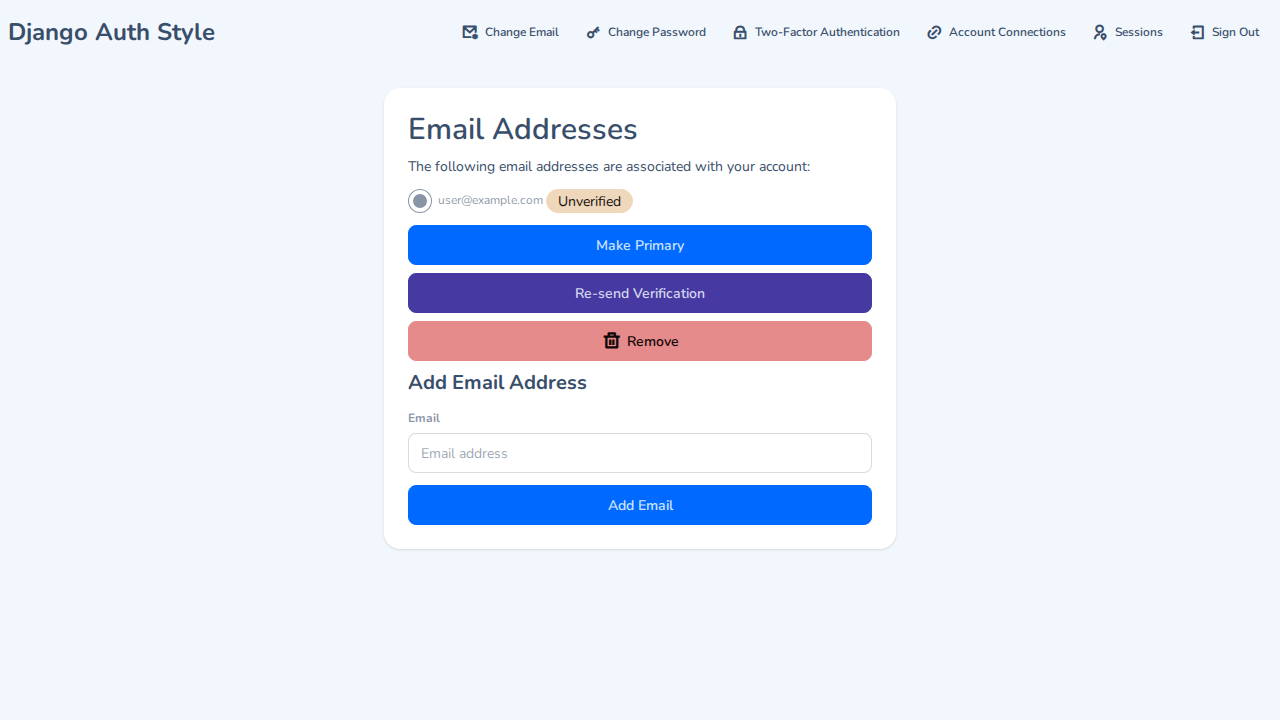 Django Auth Style
Change Email
Change Password
Two-Factor Authentication
Account Connections
Sessions
Sign Out
Email Addresses
The following email addresses are associated with your account:
user@example.com Unverified
Make Primary
Re-send Verification
Remove
Add Email Address
Email
Email address
Add Email